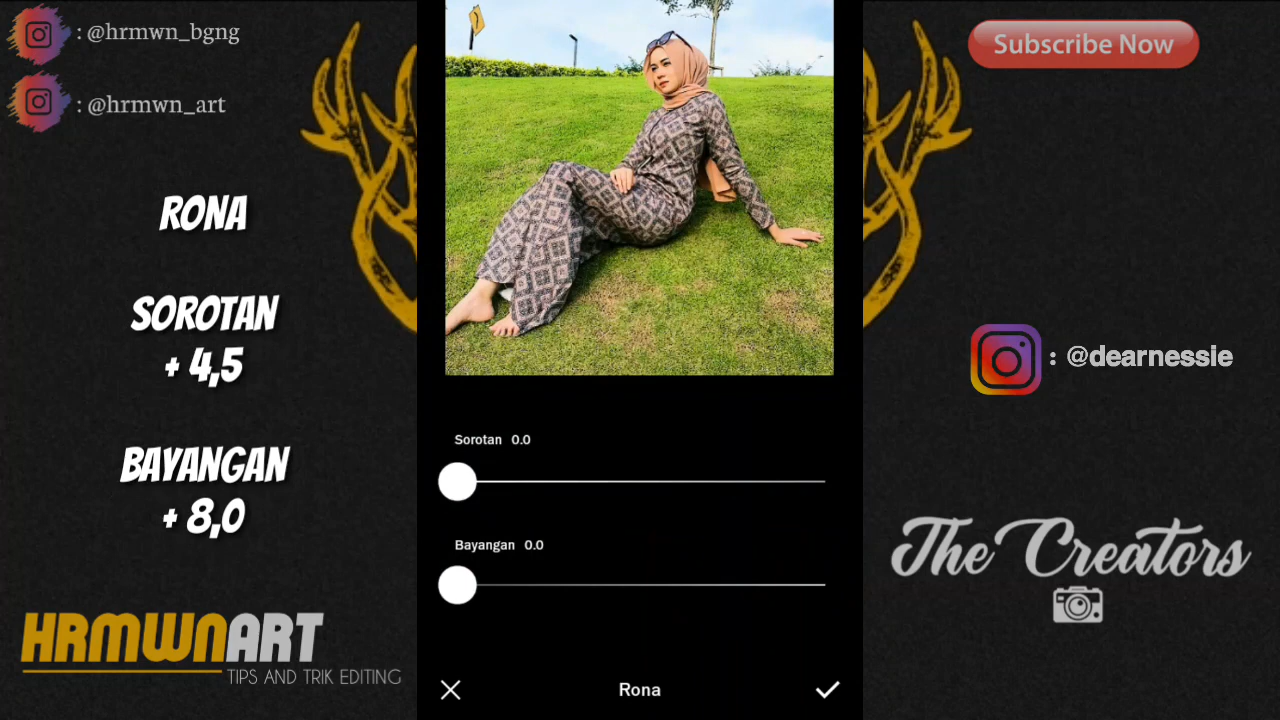 : @hrmwn_bgng
: @hrmwn_art
RONA
SOROTAN
+ 4,5
BAYANGAN
+ 8,0
HRMWNART
TIPS AND TRIK EDITING
Sorotan 0.0
Bayangan 0.0
Rona
Subscribe Now
: @dearnessie
The Creators